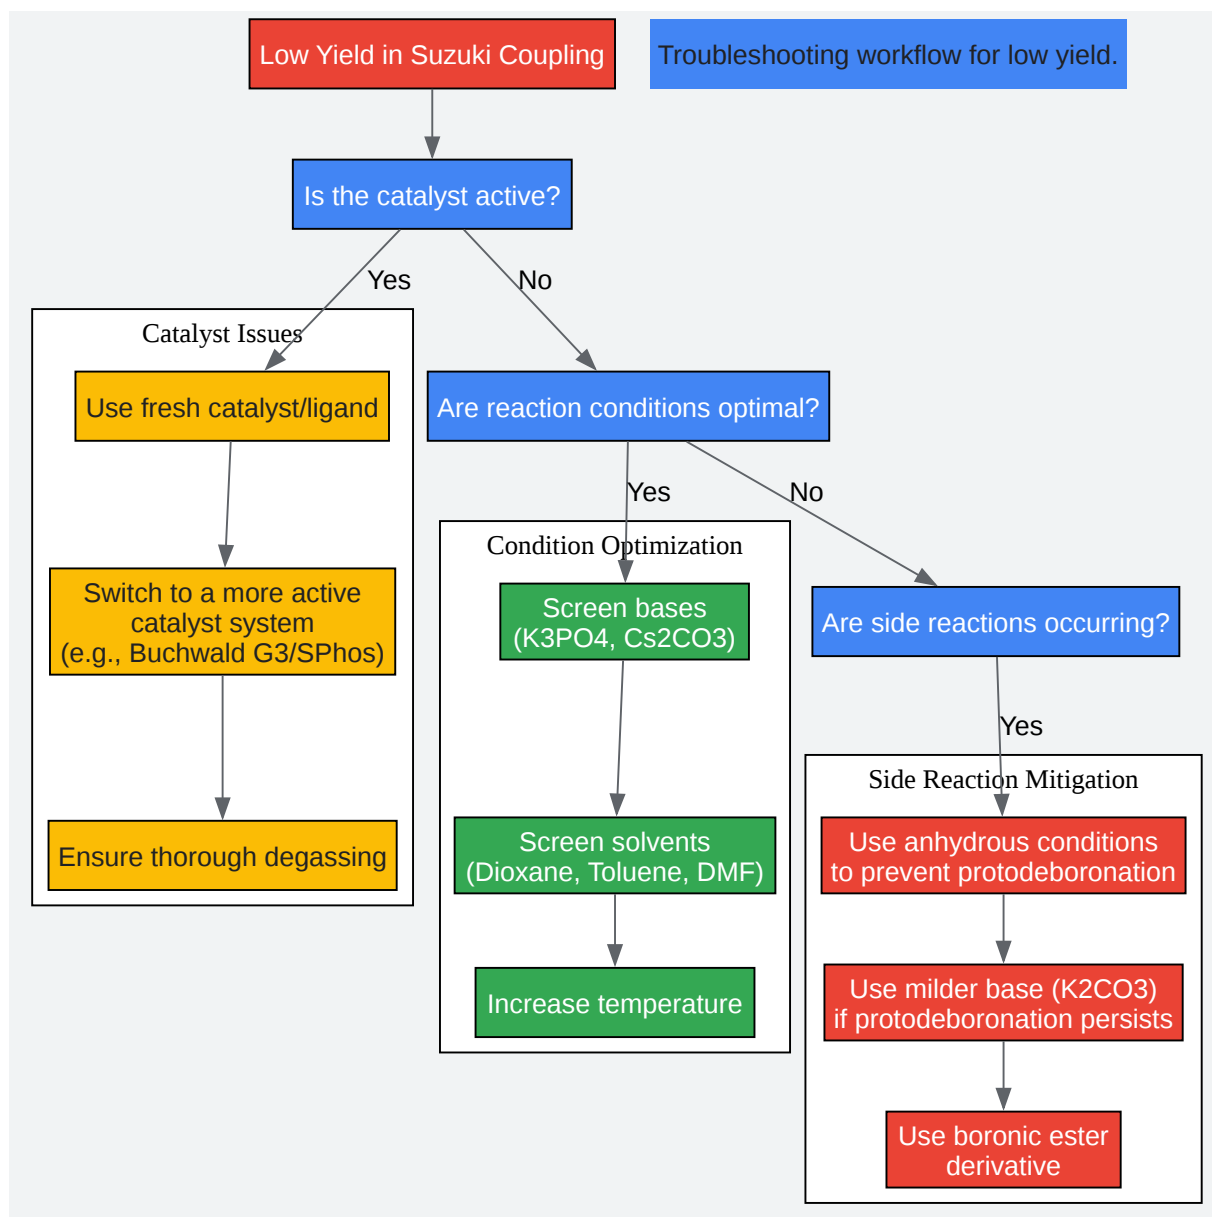 Low Yield in Suzuki Coupling
Troubleshooting workflow for low yield.
Is the catalyst active?
Yes
No
Catalyst Issues
Use fresh catalyst/ligand
Switch to a more active
catalyst system
(e.g., Buchwald G3/SPhos)
Ensure thorough degassing
Are reaction conditions optimal?
Yes
No
Condition Optimization
Screen bases
(K3PO4, Cs2CO3)
Screen solvents
(Dioxane, Toluene, DMF)
Increase temperature
Are side reactions occurring?
Yes
Side Reaction Mitigation
Use anhydrous conditions
to prevent protodeboronation
Use milder base (K2CO3)
if protodeboronation persists
Use boronic ester
derivative